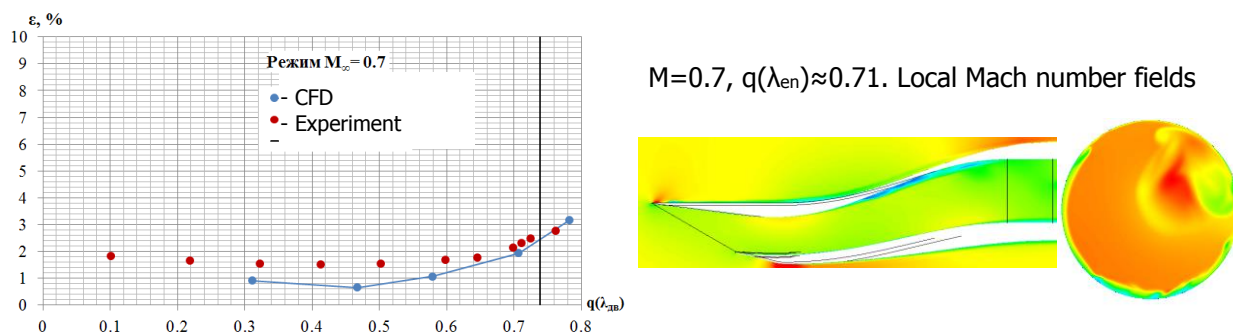 ε, %
10
9
8
7
6
5
4
3
2
1
0
Режим M∞= 0.7
- CFD
- Experiment
0 0.1 0.2 0.3 0.4 0.5 0.6 0.7 0.8
q(λдв)
M=0.7, q(λen)≈0.71. Local Mach number fields